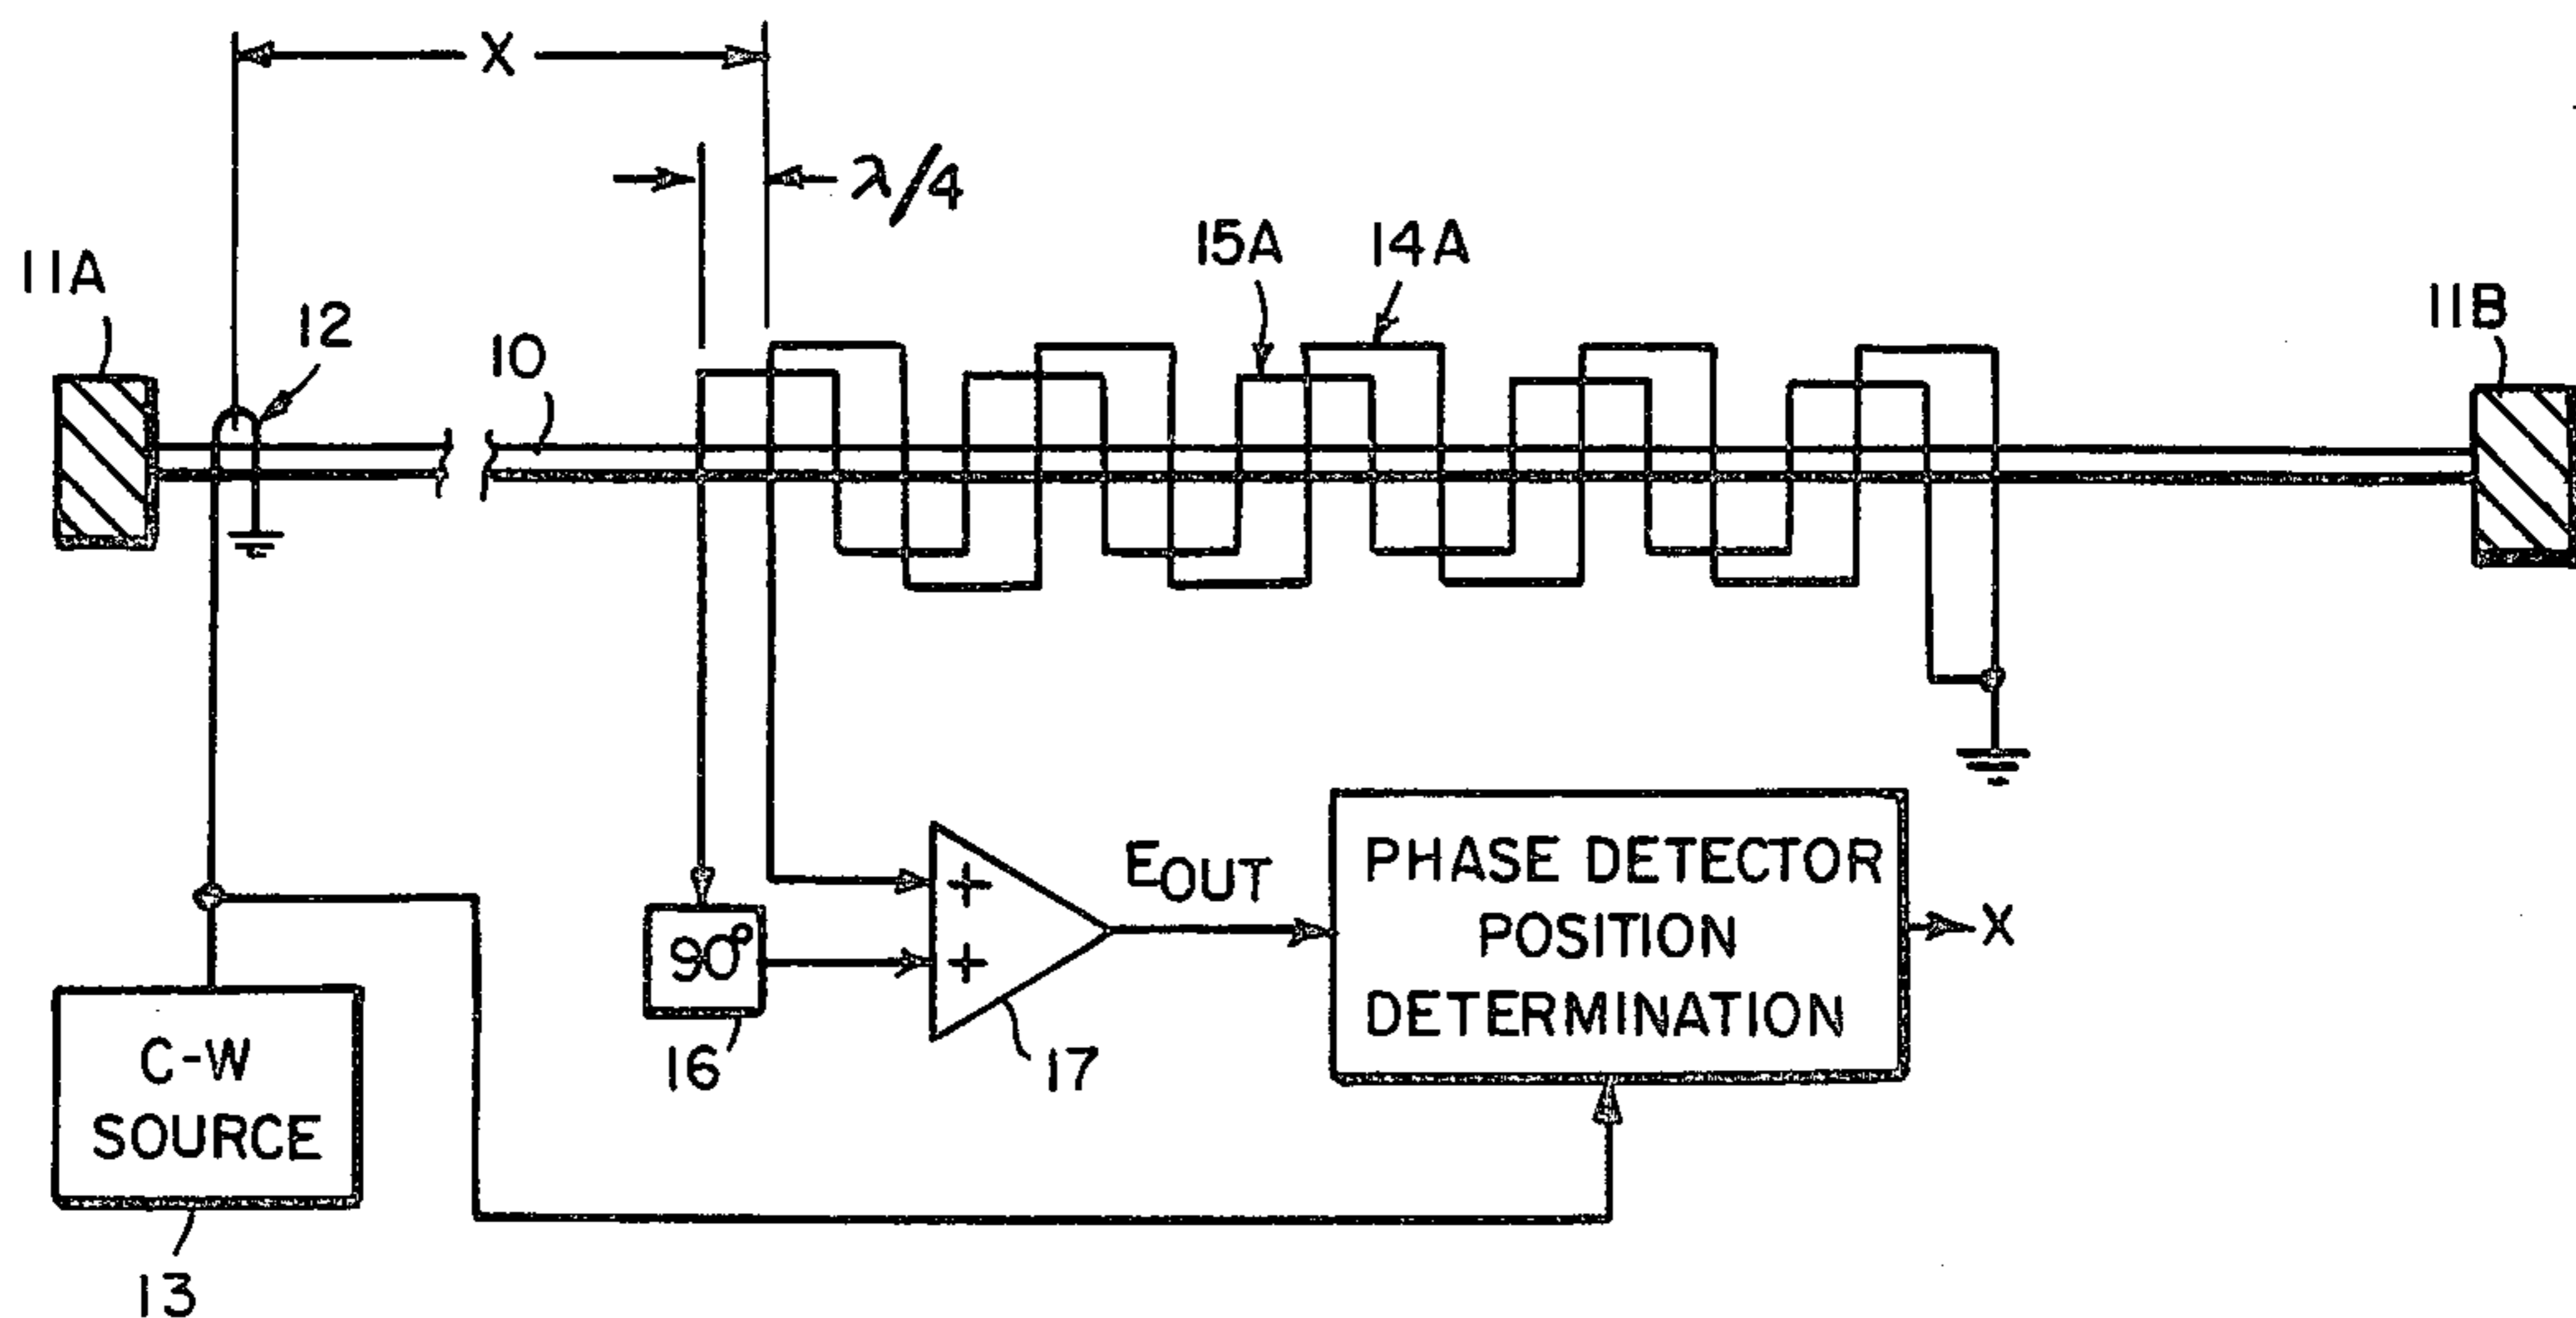 X
λ/4
15A
14A
11A
12
10
11B
EOUT
PHASE DETECTOR
POSITION
DETERMINATION
X
90°
+
+
16
17
C-W
SOURCE
13